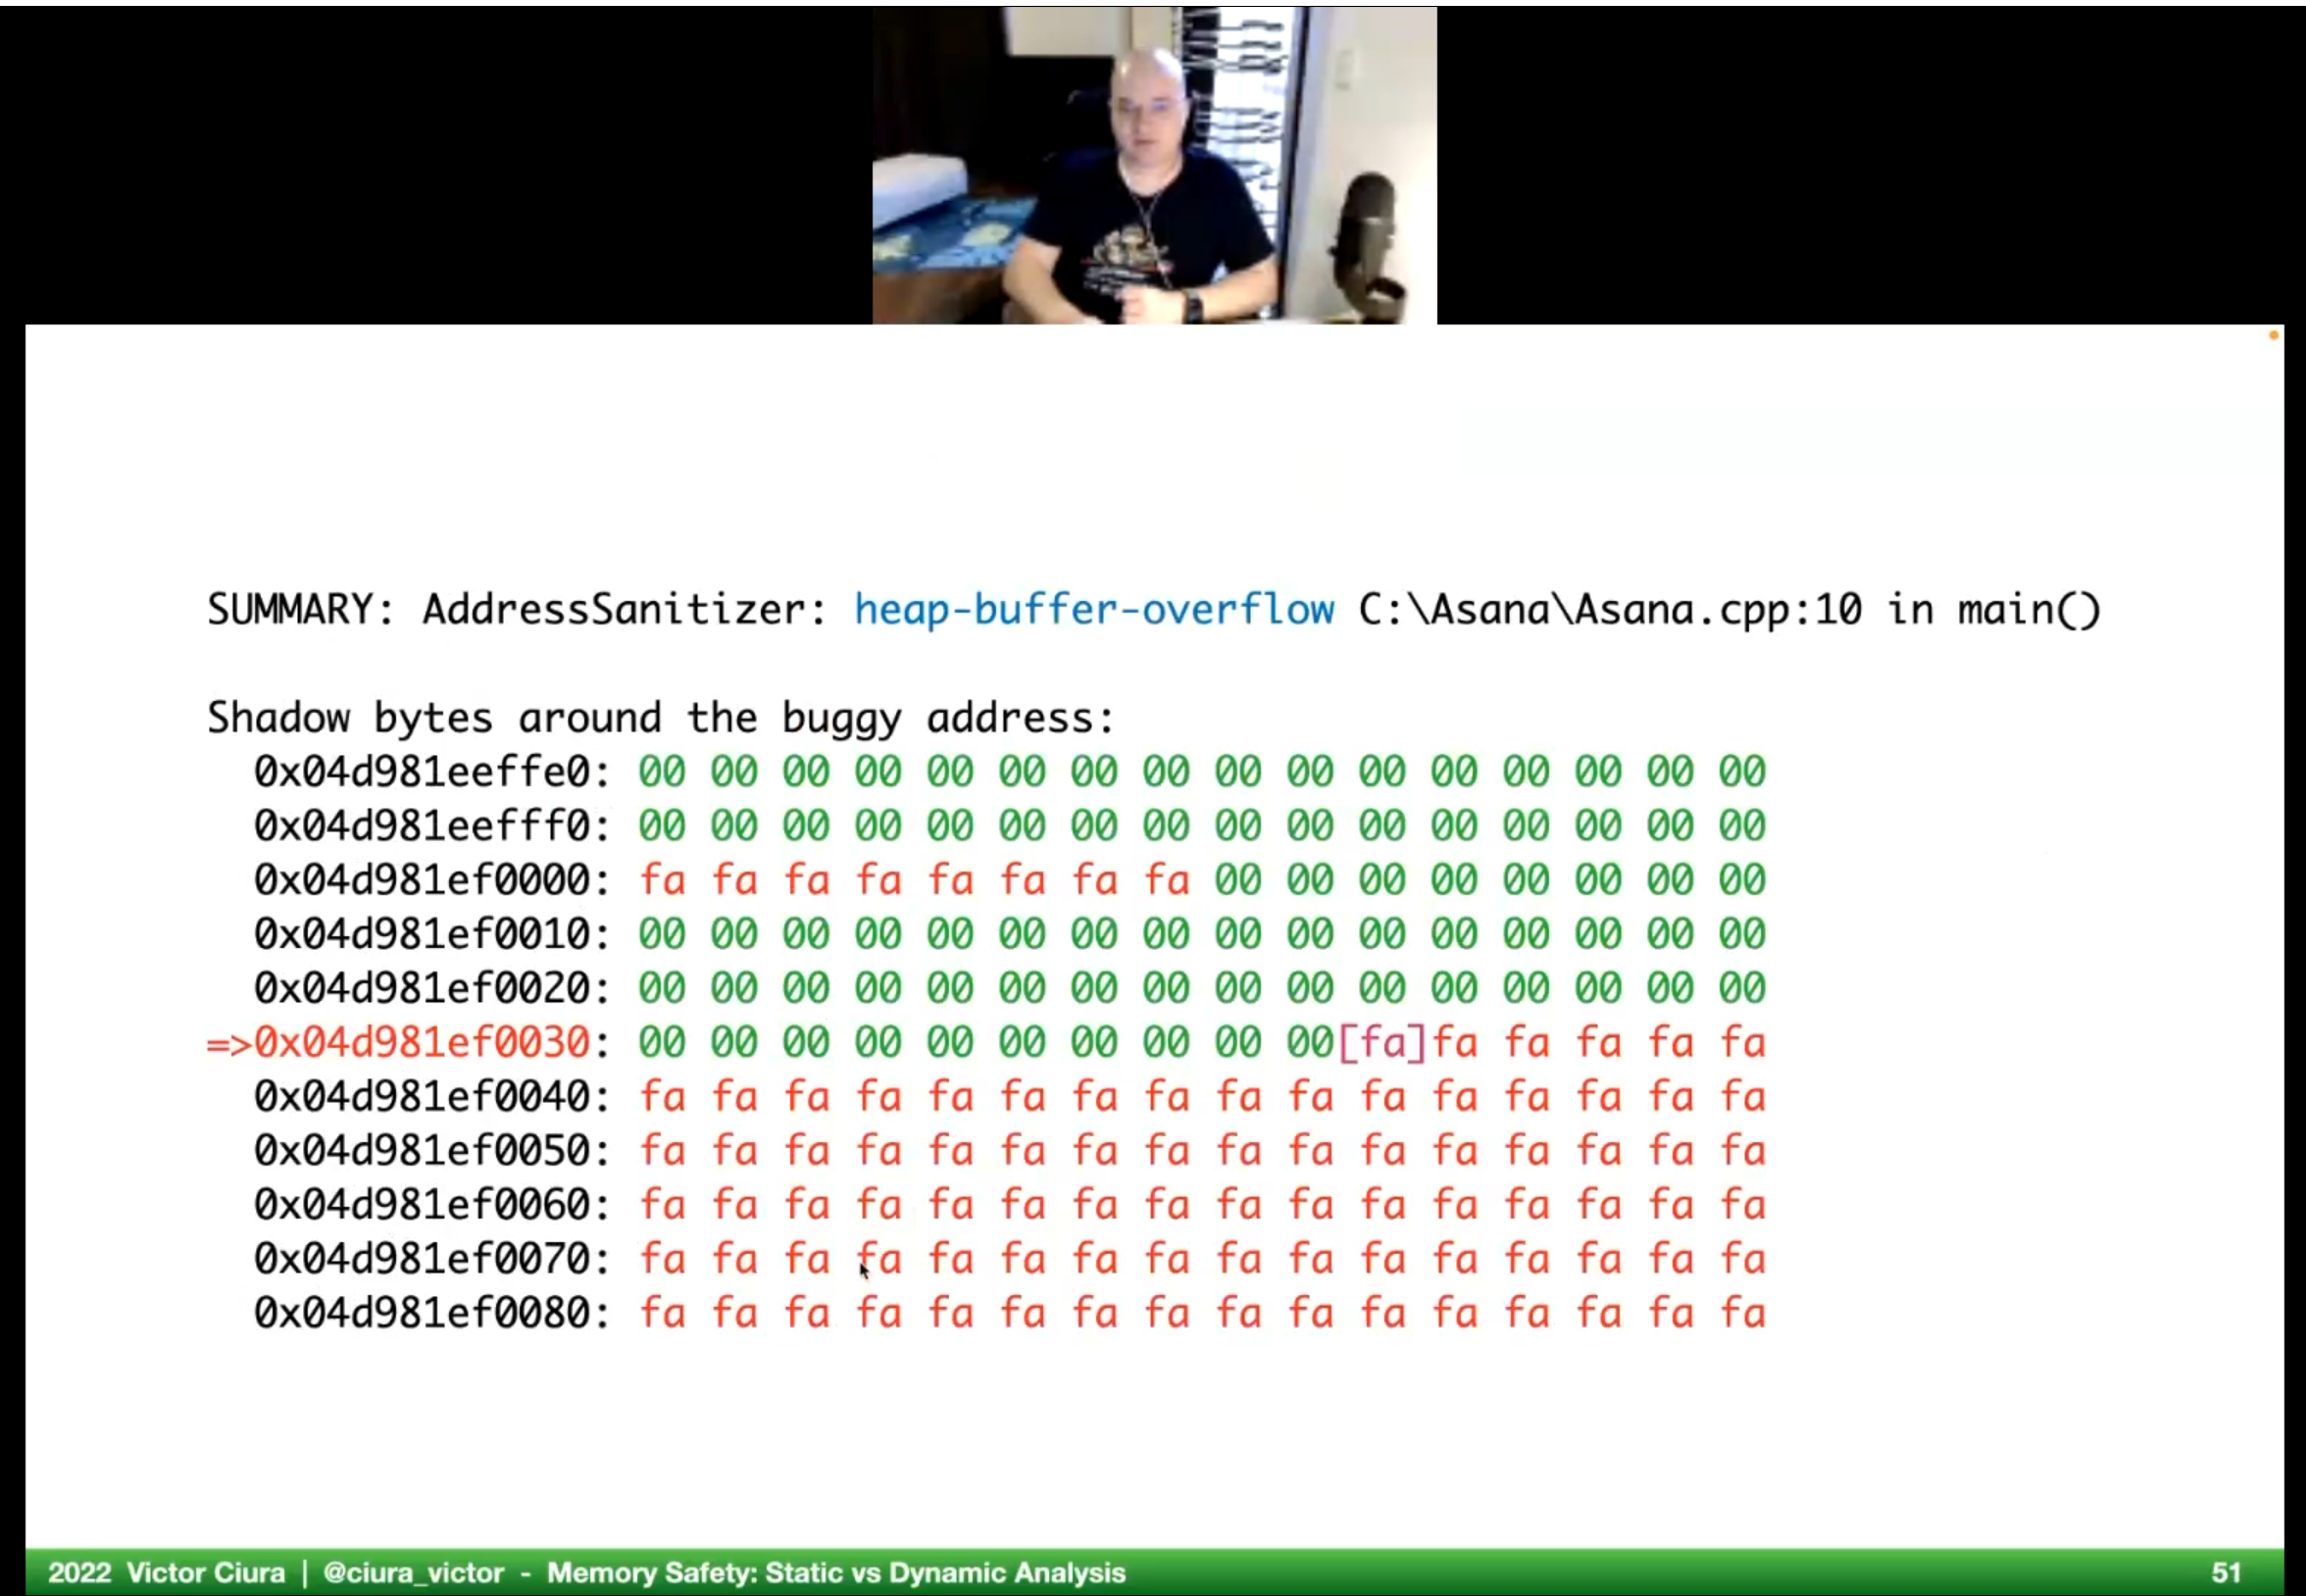 SUMMARY: AddressSanitizer: heap-buffer-overflow C:\Asana\Asana.cpp:10 in main()
Shadow bytes around the buggy address:
0x04d981eeffe0: 00 00 00 00 00 00 00 00 00 00 00 00 00 00 00 00
0x04d981eefff0: 00 00 00 00 00 00 00 00 00 00 00 00 00 00 00 00
0x04d981ef0000: fa fa fa fa fa fa fa fa 00 00 00 00 00 00 00 00
0x04d981ef0010: 00 00 00 00 00 00 00 00 00 00 00 00 00 00 00 00
0x04d981ef0020: 00 00 00 00 00 00 00 00 00 00 00 00 00 00 00 00
=>0x04d981ef0030: 00 00 00 00 00 00 00 00 00 00[fa]fa fa fa fa fa
0x04d981ef0040: fa fa fa fa fa fa fa fa fa fa fa fa fa fa fa fa
0x04d981ef0050: fa fa fa fa fa fa fa fa fa fa fa fa fa fa fa fa
0x04d981ef0060: fa fa fa fa fa fa fa fa fa fa fa fa fa fa fa fa
0x04d981ef0070: fa fa fa fa fa fa fa fa fa fa fa fa fa fa fa fa
0x04d981ef0080: fa fa fa fa fa fa fa fa fa fa fa fa fa fa fa fa
2022 Victor Ciura | @ciura_victor - Memory Safety: Static vs Dynamic Analysis 51